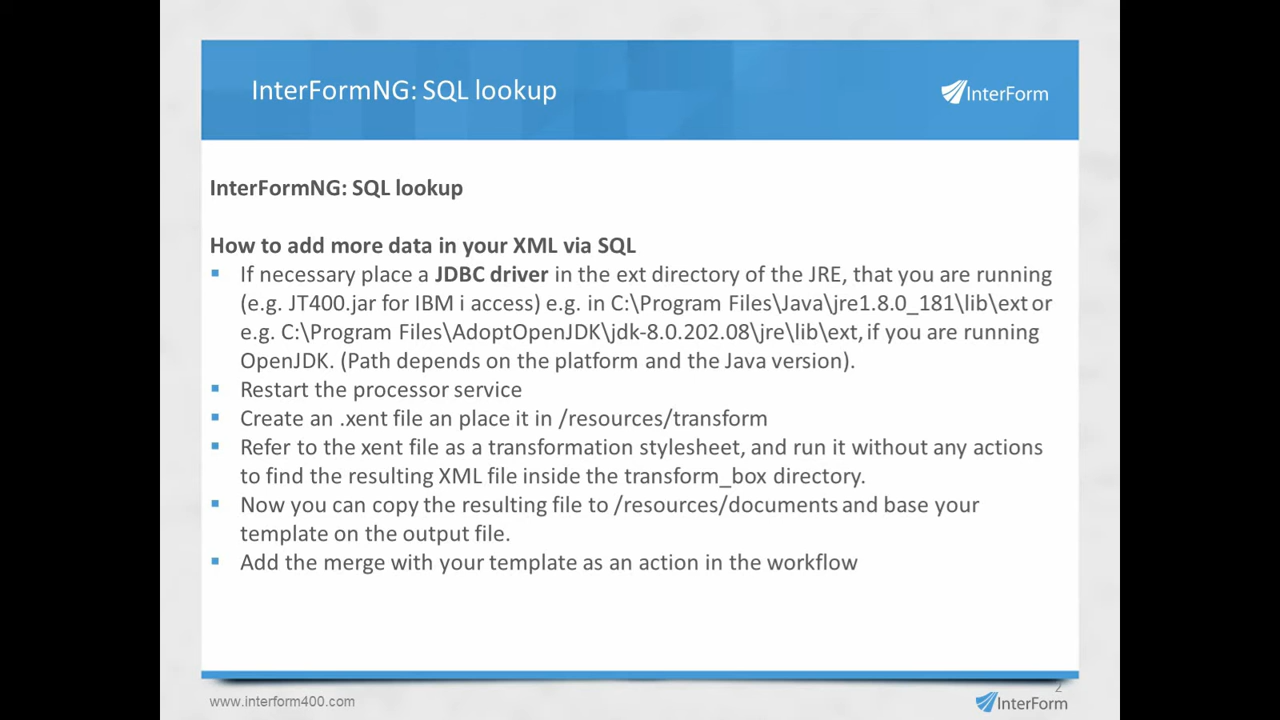 InterFormNG: SQL lookup
InterForm
InterFormNG: SQL lookup
How to add more data in your XML via SQL
If necessary place a JDBC driver in the ext directory of the JRE, that you are running
(e.g. JT400.jar for IBM i access) e.g. in C:\Program Files\Java\jre1.8.0_181\lib\ext or
e.g. C:\Program Files\AdoptOpenJDK\jdk-8.0.202.08\jre\lib\ext, if you are running
OpenJDK. (Path depends on the platform and the Java version).
Restart the processor service
Create an .xent file an place it in /resources/transform
Refer to the xent file as a transformation stylesheet, and run it without any actions
to find the resulting XML file inside the transform_box directory.
Now you can copy the resulting file to /resources/documents and base your
template on the output file.
Add the merge with your template as an action in the workflow
2
www.interform400.com
InterForm